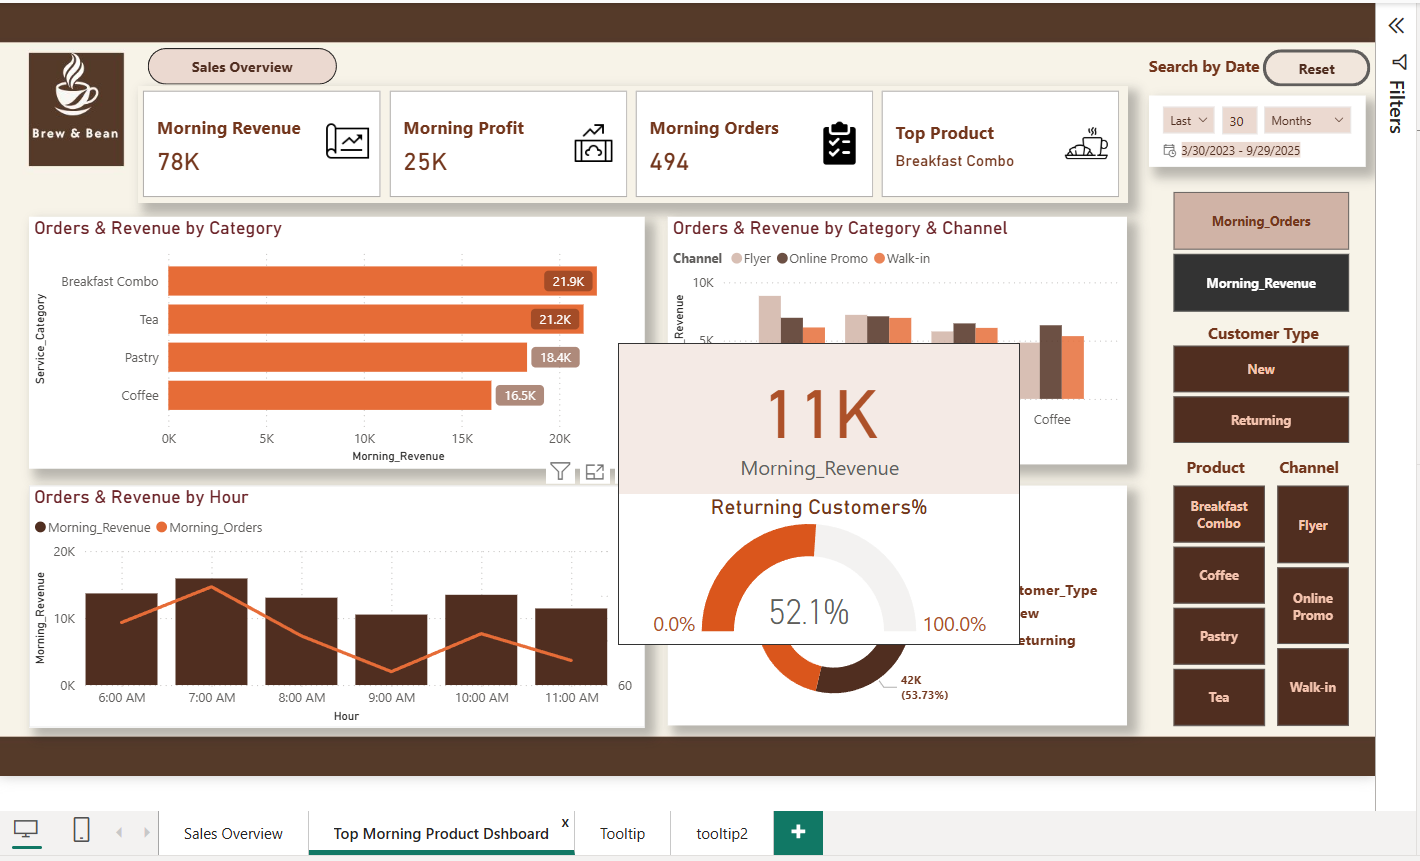 Brew & Bean
Sales Overview
Search by Date
Reset
Filters
Morning Revenue
78K
Morning Profit
25K
Morning Orders
494
Top Product
Breakfast Combo
Last
30
Months
3/30/2023 - 9/29/2025
Orders & Revenue by Category
Service_Category
Breakfast Combo
21.9K
Tea
21.2K
Pastry
18.4K
Coffee
16.5K
0K 5K 10K 15K 20K
Morning_Revenue
Orders & Revenue by Category & Channel
Channel Flyer Online Promo Walk-in
10K
5K
_Revenue
Coffee
11K
Morning_Revenue
Returning Customers%
52.1%
0.0%
100.0%
Orders & Revenue by Hour
Morning_Revenue Morning_Orders
Morning_Revenue
20K
10K
0K
60
6:00 AM 7:00 AM 8:00 AM 9:00 AM 10:00 AM 11:00 AM
Hour
tomer_Type
ew
eturning
42K
(53.73%)
Morning_Orders
Morning_Revenue
Customer Type
New
Returning
Product
Breakfast
Combo
Coffee
Pastry
Tea
Channel
Flyer
Online
Promo
Walk-in
Sales Overview
Top Morning Product Dshboard
x
Tooltip
tooltip2
+